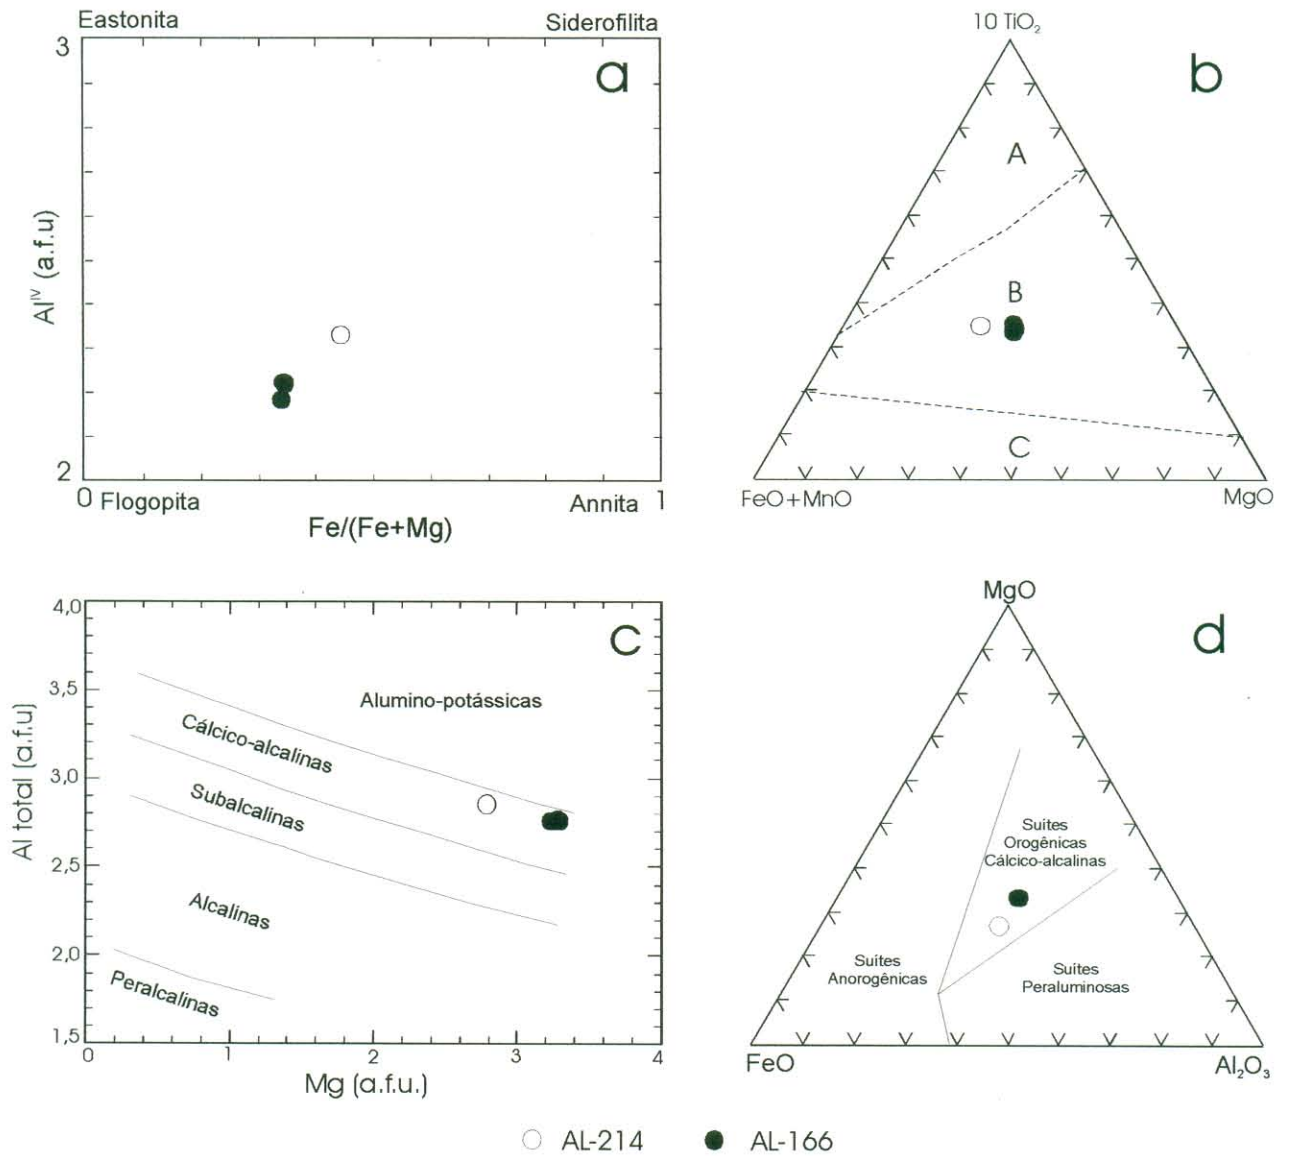 Eastonita
Siderofilita
3
a
Al^IV (a.f.u)
2
0 Flogopita
Annita 1
Fe/(Fe+Mg)
10 TiO₂
b
A
B
C
FeO+MnO
MgO
4,0
c
3,5
Alumino-potássicas
Cálcico-alcalinas
3,0
Subalcalinas
Al total (a.f.u)
2,5
Alcalinas
2,0
Peralcalinas
1,5
0 1 2 3 4
Mg (a.f.u.)
MgO
d
Suítes
Orogênicas
Cálcico-alcalinas
Suítes
Anorogênicas
Suítes
Peraluminosas
FeO
Al₂O₃
AL-214 AL-166